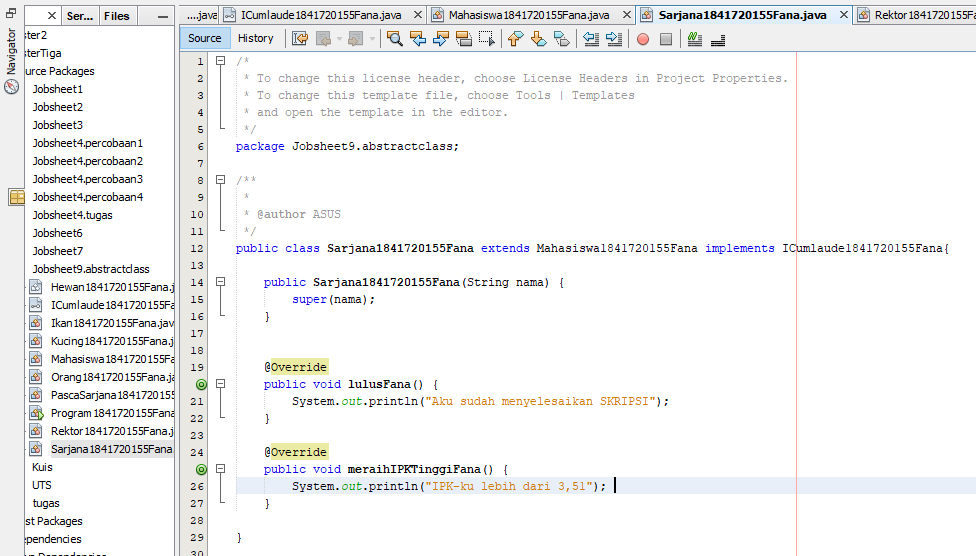 Ser...
Files
Navigator
ster2
sterTiga
urce Packages
Jobsheet1
Jobsheet2
Jobsheet3
Jobsheet4.percobaan1
Jobsheet4.percobaan2
Jobsheet4.percobaan3
Jobsheet4.percobaan4
Jobsheet4.tugas
Jobsheet6
Jobsheet7
Jobsheet9.abstractclass
Hewan1841720155Fana.j
ICumlaude1841720155Fa
Ikan1841720155Fana.jav
Kucing1841720155Fana.j
Mahasiswa1841720155F
Orang1841720155Fana.ja
PascaSarjana18417201
Program1841720155Fana
Rektor1841720155Fana.j
Sarjana1841720155Fana.
Kuis
UTS
tugas
st Packages
ependencies
va Dependencies
....java
ICumlaude1841720155Fana.java
Mahasiswa1841720155Fana.java
Sarjana1841720155Fana.java
Rektor1841720155Fa
Source
History
1 /*
2 * To change this license header, choose License Headers in Project Properties.
3 * To change this template file, choose Tools | Templates
4 * and open the template in the editor.
5 */
6 package Jobsheet9.abstractclass;
7
8 /**
9 *
10 * @author ASUS
11 */
12 public class Sarjana1841720155Fana extends Mahasiswa1841720155Fana implements ICumlaude1841720155Fana{
13
14 public Sarjana1841720155Fana(String nama) {
15 super(nama);
16 }
17
18
19 @Override
public void lulusFana() {
21 System.out.println("Aku sudah menyelesaikan SKRIPSI");
22 }
23
24 @Override
public void meraihIPKTinggiFana() {
26 System.out.println("IPK-ku lebih dari 3,51");
27 }
28
29 }
30